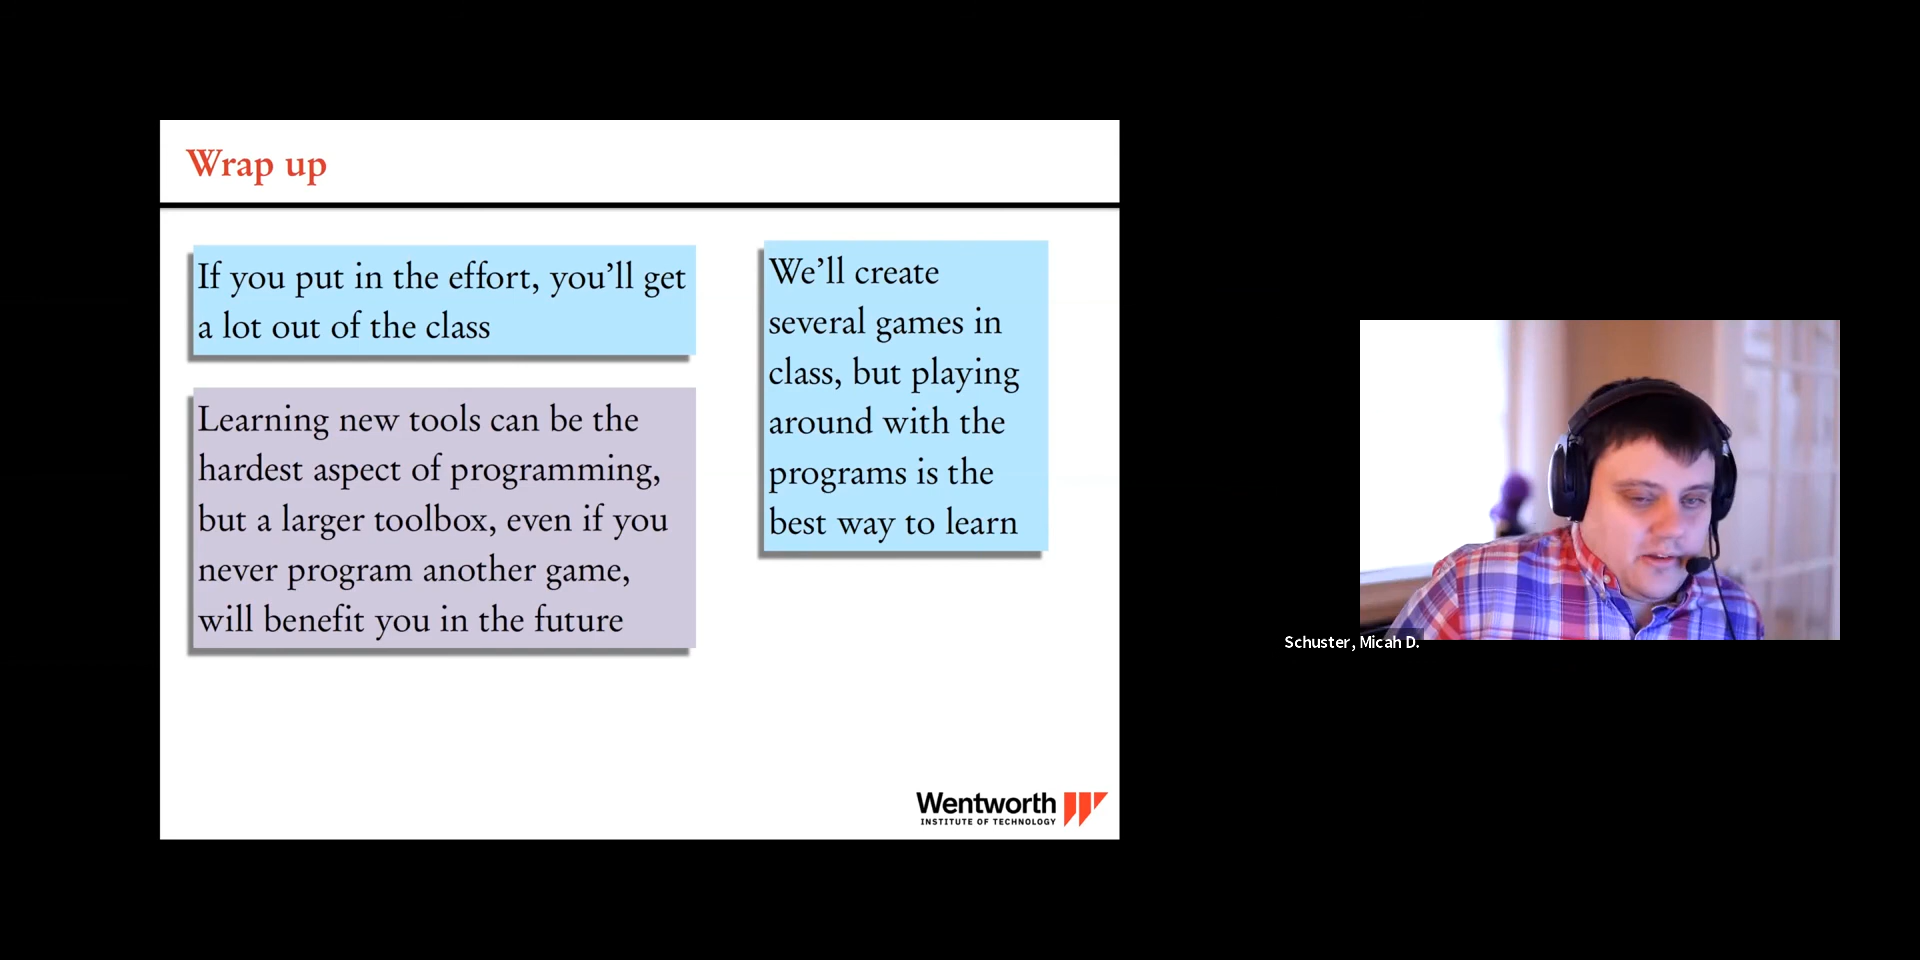 Wrap up
If you put in the effort, you’ll get
a lot out of the class
Learning new tools can be the
hardest aspect of programming,
but a larger toolbox, even if you
never program another game,
will benefit you in the future
We’ll create
several games in
class, but playing
around with the
programs is the
best way to learn
Schuster, Micah D.
Wentworth
INSTITUTE OF TECHNOLOGY